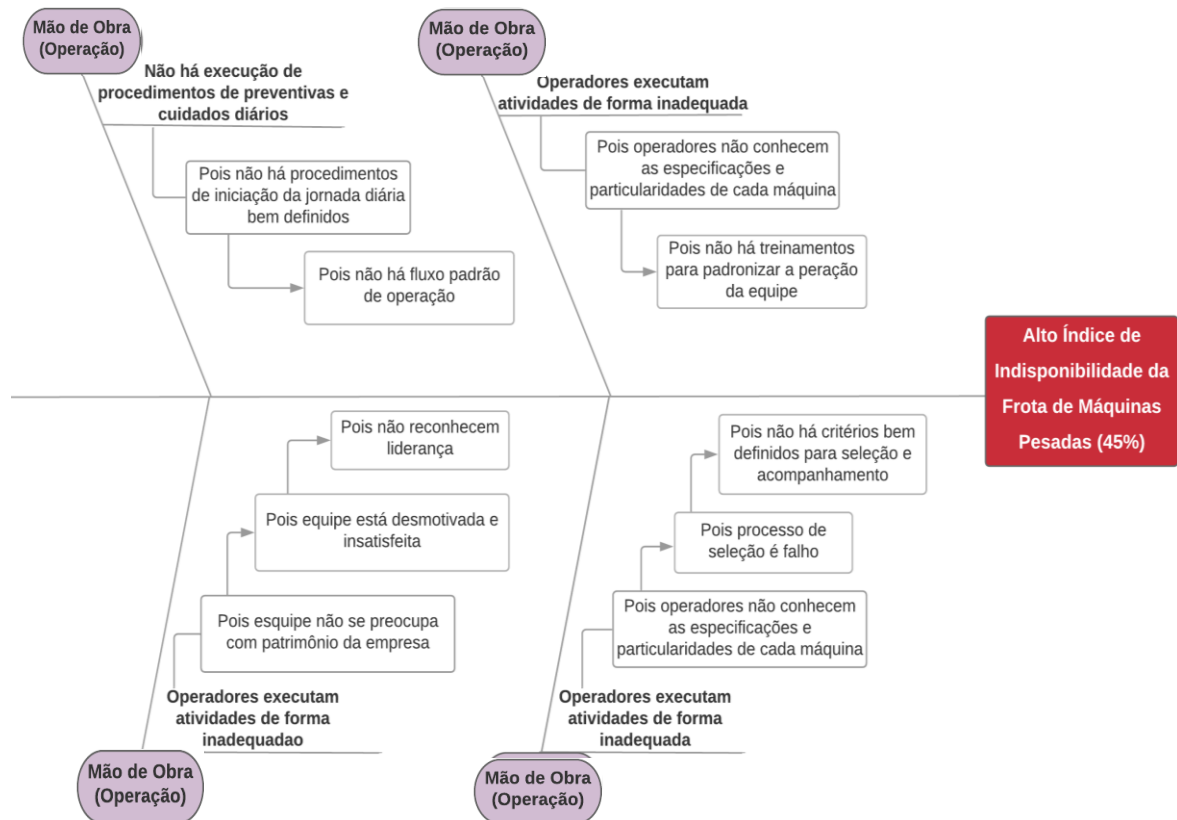 Mão de Obra
(Operação)
Não há execução de
procedimentos de preventivas e
cuidados diários
Pois não há procedimentos
de iniciação da jornada diária
bem definidos
Pois não há fluxo padrão
de operação
Mão de Obra
(Operação)
Operadores executam
atividades de forma inadequada
Pois operadores não conhecem
as especificações e
particularidades de cada máquina
Pois não há treinamentos
para padronizar a peração
da equipe
Alto Índice de
Indisponibilidade da
Frota de Máquinas
Pesadas (45%)
Pois não reconhecem
liderança
Pois equipe está desmotivada e
insatisfeita
Pois esquipe não se preocupa
com patrimônio da empresa
Operadores executam
atividades de forma
inadequadao
Mão de Obra
(Operação)
Pois não há critérios bem
definidos para seleção e
acompanhamento
Pois processo de
seleção é falho
Pois operadores não conhecem
as especificações e
particularidades de cada máquina
Operadores executam
atividades de forma
inadequada
Mão de Obra
(Operação)